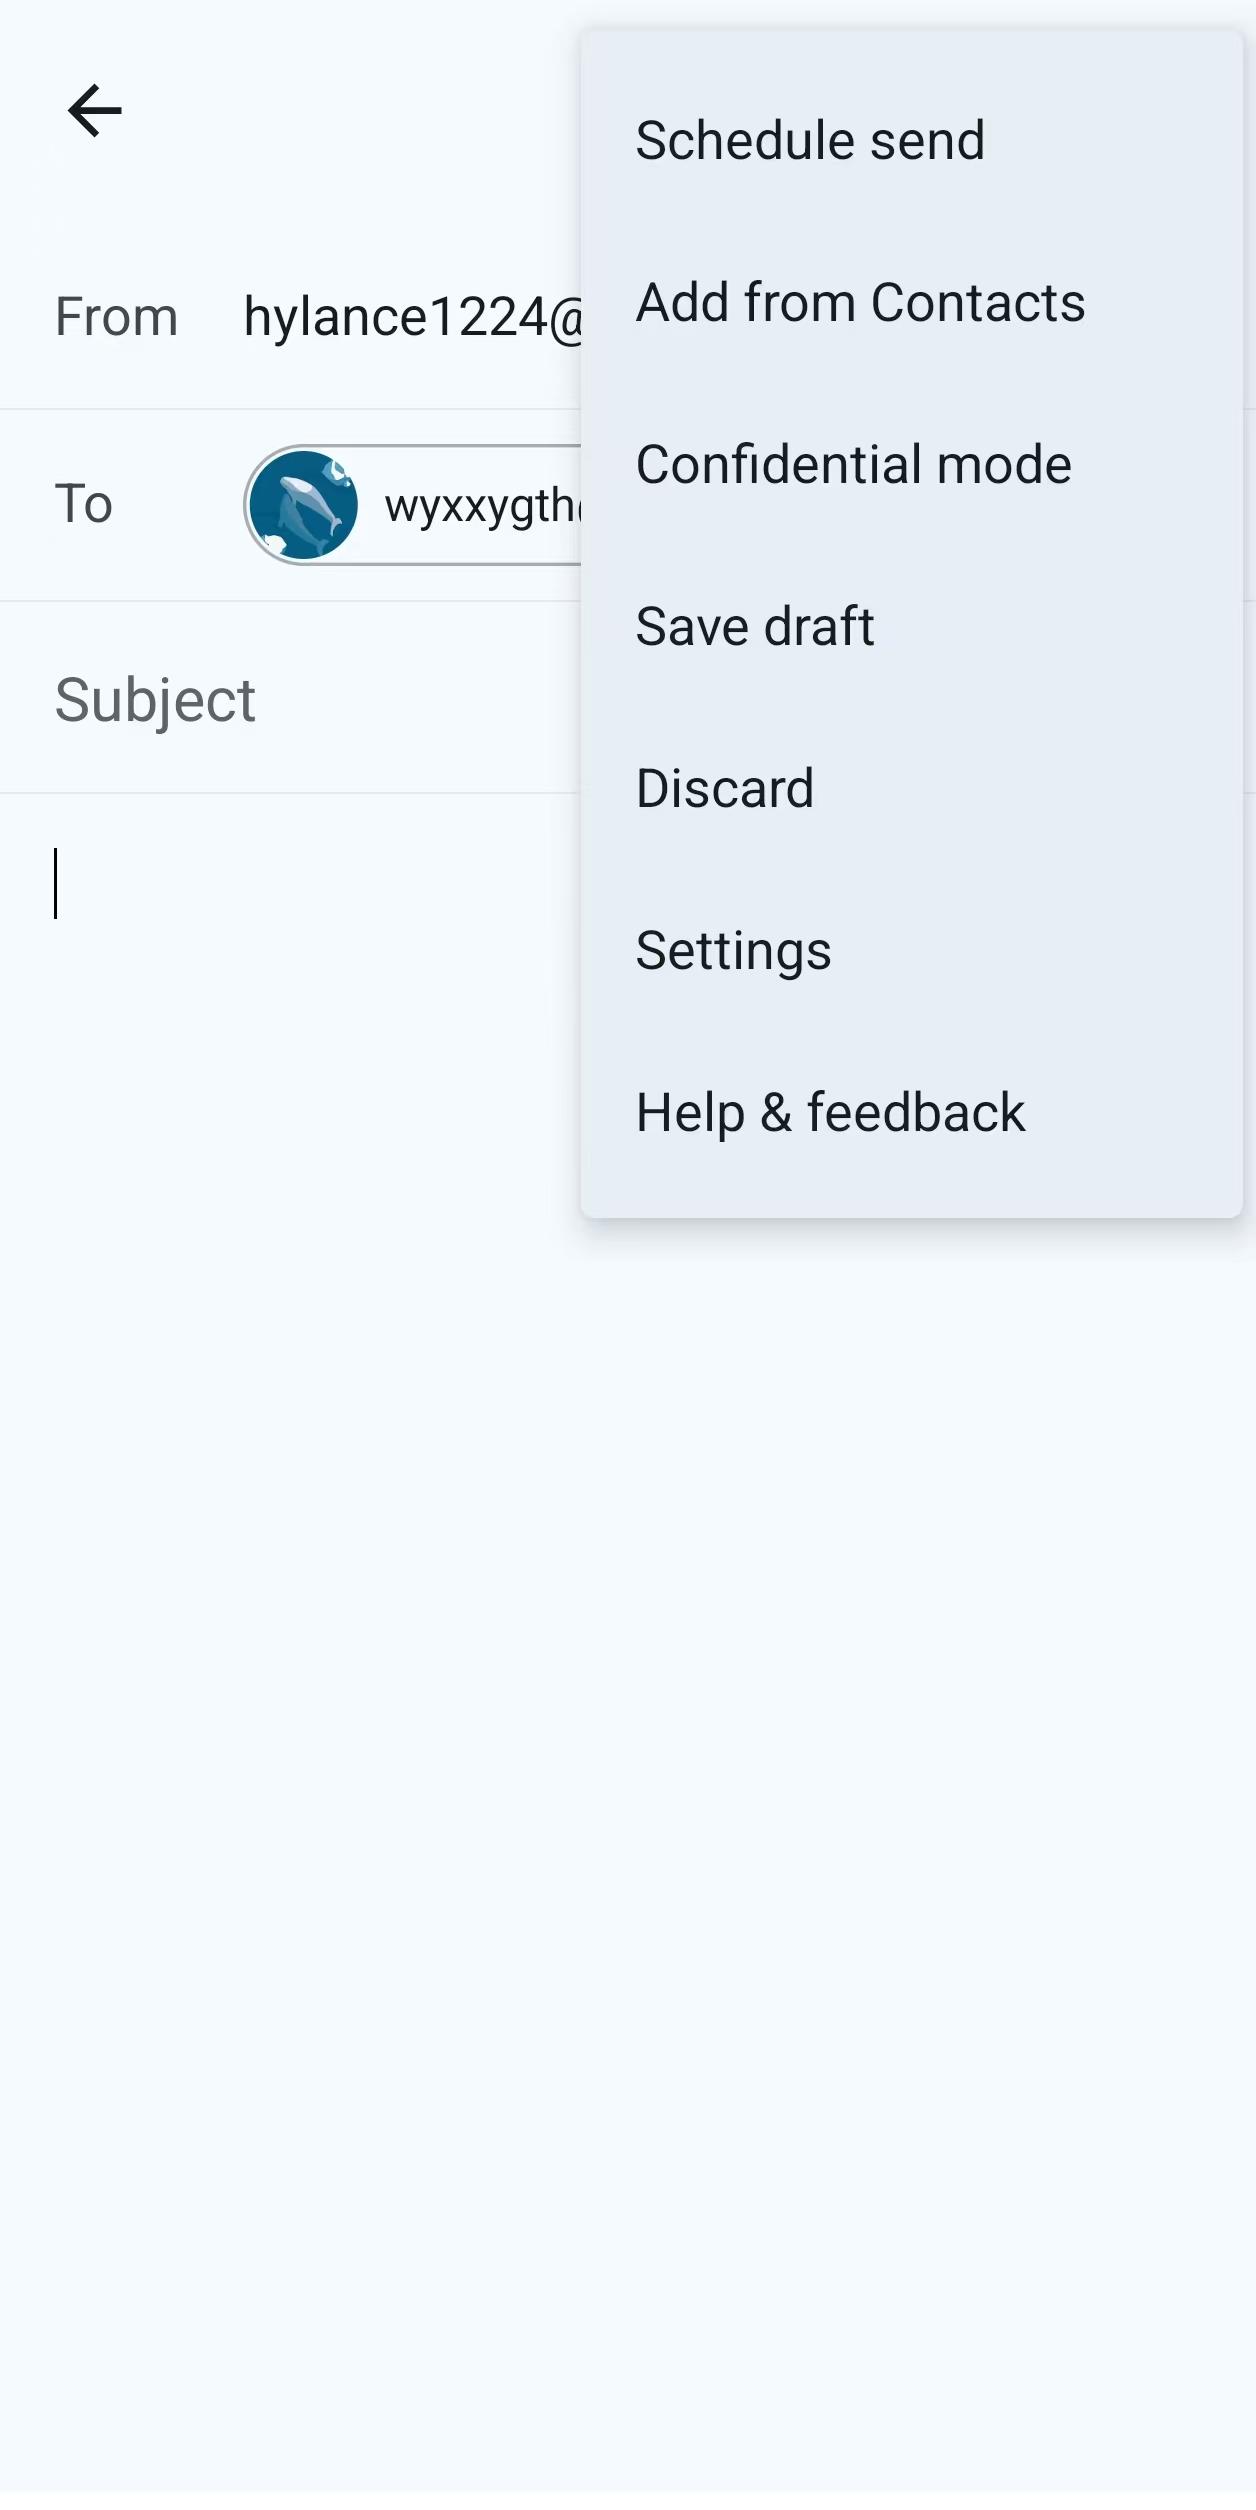 Schedule send
Add from Contacts
Confidential mode
Save draft
Discard
Settings
Help & feedback
From hylance1224@
To wyxxygth
Subject